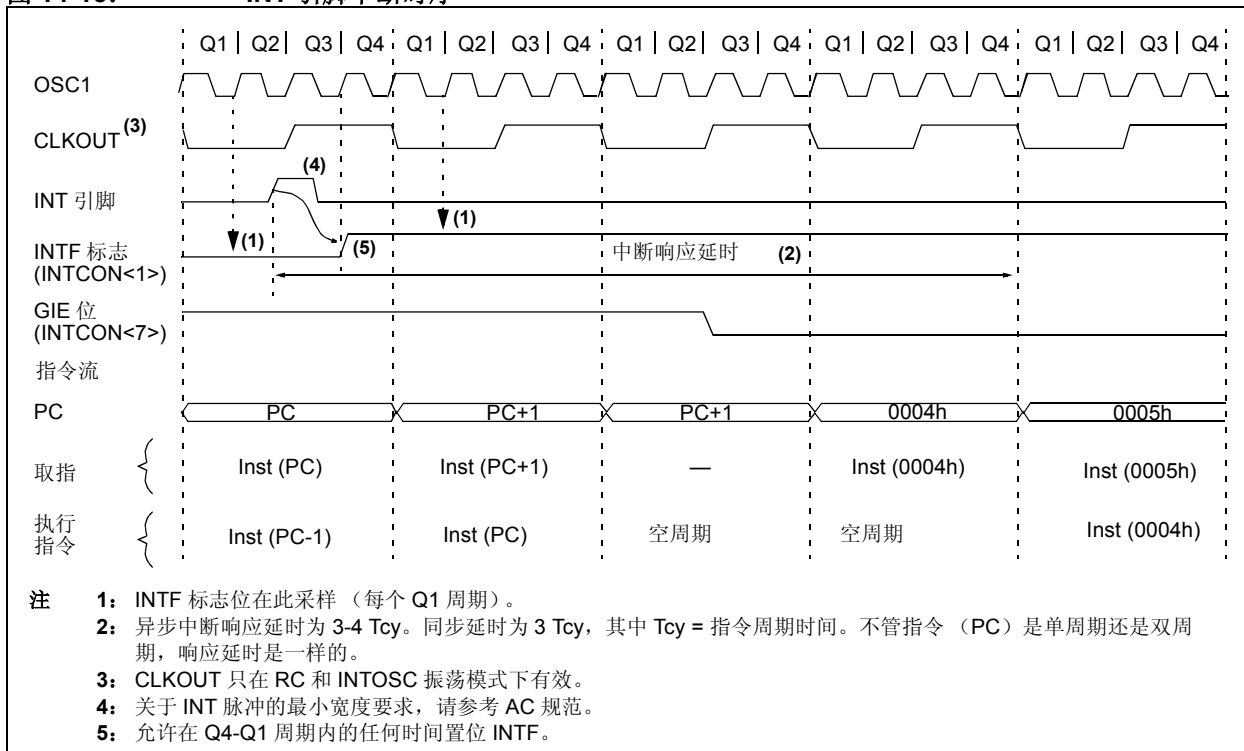 Q1 Q2 Q3 Q4 Q1 Q2 Q3 Q4 Q1 Q2 Q3 Q4 Q1 Q2 Q3 Q4 Q1 Q2 Q3 Q4
OSC1
CLKOUT (3)
(4)
INT 引脚
(1)
(1)
(5)
INTF 标志
(INTCON<1>)
中断响应延时 (2)
GIE 位
(INTCON<7>)
指令流
PC PC PC+1 PC+1 0004h 0005h
取指 Inst (PC) Inst (PC+1) — Inst (0004h) Inst (0005h)
执行
指令 Inst (PC-1) Inst (PC) 空周期 空周期 Inst (0004h)
注 1: INTF 标志位在此采样 (每个 Q1 周期)。
2: 异步中断响应延时为 3-4 Tcy。同步延时为 3 Tcy,其中 Tcy = 指令周期时间。不管指令 (PC)是单周期还是双周
期,响应延时是一样的。
3: CLKOUT 只在 RC 和 INTOSC 振荡模式下有效。
4: 关于 INT 脉冲的最小宽度要求,请参考 AC 规范。
5: 允许在 Q4-Q1 周期内的任何时间置位 INTF。